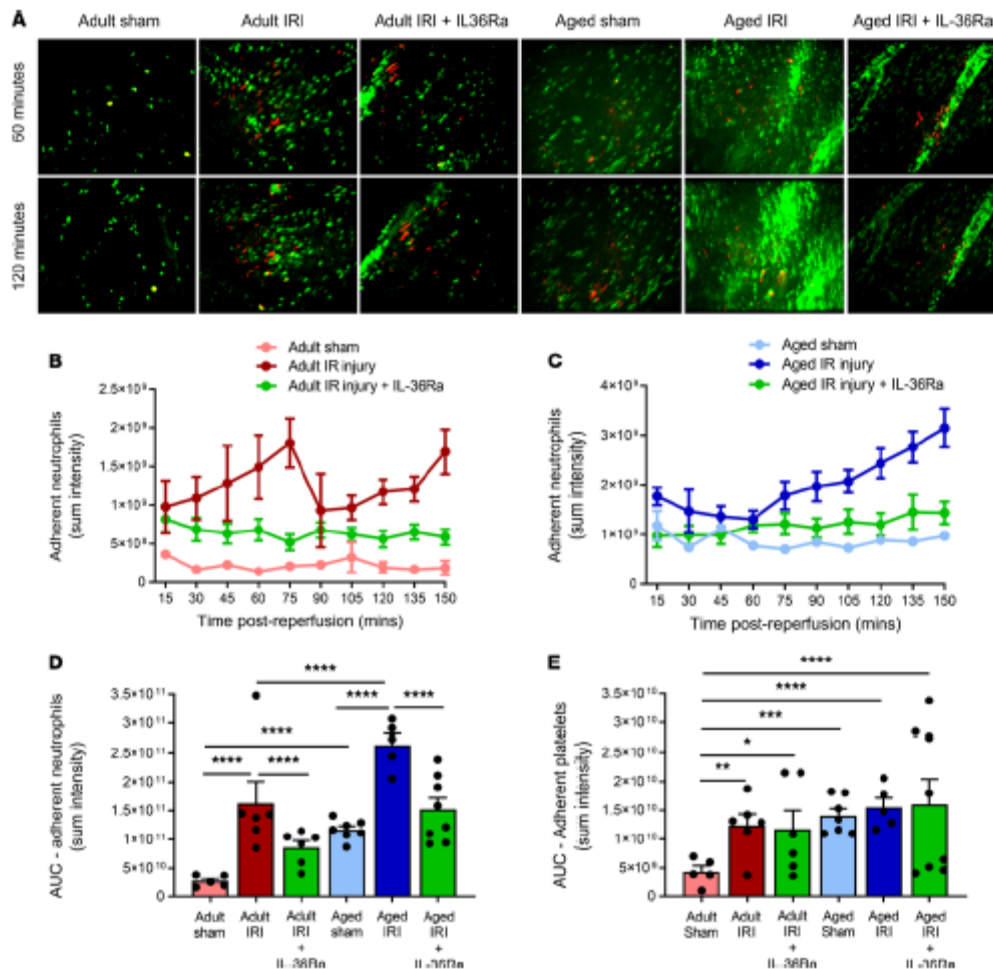 A
Adult sham
Adult IRI
Adult IRI + IL36Ra
Aged sham
Aged IRI
Aged IRI + IL-36Ra
60 minutes
120 minutes
B
Adult sham
Adult IR injury
Adult IR injury + IL-36Ra
Adherent neutrophils
(sum intensity)
2.5×10⁹
2×10⁹
1.5×10⁹
1×10⁹
5×10⁸
0
15 30 45 60 75 90 105 120 135 150
Time post-reperfusion (mins)
C
Aged sham
Aged IR injury
Aged IR injury + IL-36Ra
Adherent neutrophils
(sum intensity)
4×10⁹
3×10⁹
2×10⁹
1×10⁹
0
15 30 45 60 75 90 105 120 135 150
Time post-reperfusion (mins)
D
AUC - adherent neutrophils
(sum intensity)
3.5×10¹¹
3×10¹¹
2.5×10¹¹
2×10¹¹
1.5×10¹¹
1×10¹¹
5×10¹⁰
0
****
**** ****
****
**** ****
Adult sham
Adult IRI
Adult IRI + IL-36Ra
Aged sham
Aged IRI
Aged IRI + IL-36Ra
E
AUC - Adherent platelets
(sum intensity)
3.5×10¹⁰
3×10¹⁰
2.5×10¹⁰
2×10¹⁰
1.5×10¹⁰
1×10¹⁰
5×10⁹
0
****
****
***
*
**
Adult Sham
Adult IRI
Adult IRI + IL-36Ra
Aged Sham
Aged IRI
Aged IRI + IL-36Ra